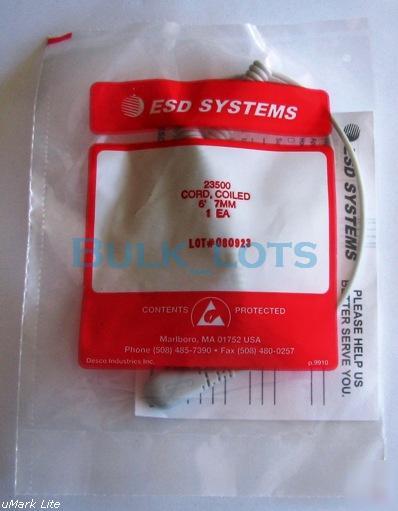 ESD SYSTEMS
23500
CORD, COILED
6' 7MM
1 EA
LOT#080923
BULK_LOTS
CONTENTS PROTECTED
Marlboro, MA 01752 USA
Phone (508) 485-7390 • Fax (508) 480-0257
Desco Industries Inc.
p.9910
ESD SYSTEMS
PLEASE HELP US
BETTER SERVE YOU.
uMark Lite